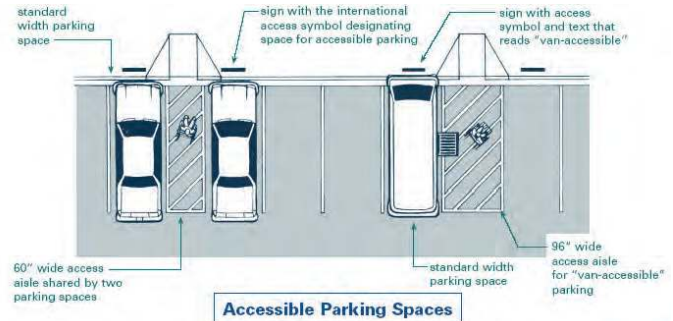 standard
width parking
space
sign with the international
access symbol designating
space for accessible parking
sign with access
symbol and text that
reads "van-accessible"
60" wide access
aisle shared by two
parking spaces
standard width
parking space
96" wide
access aisle
for "van-accessible"
parking
Accessible Parking Spaces